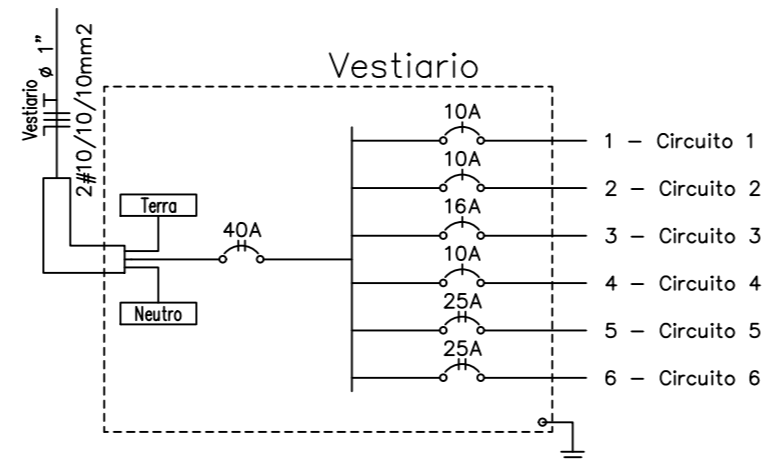 Vestiario
ø 1"
2#10/10/10mm2
Vestiario
Terra
Neutro
40A
10A
1 - Circuito 1
10A
2 - Circuito 2
16A
3 - Circuito 3
10A
4 - Circuito 4
25A
5 - Circuito 5
25A
6 - Circuito 6